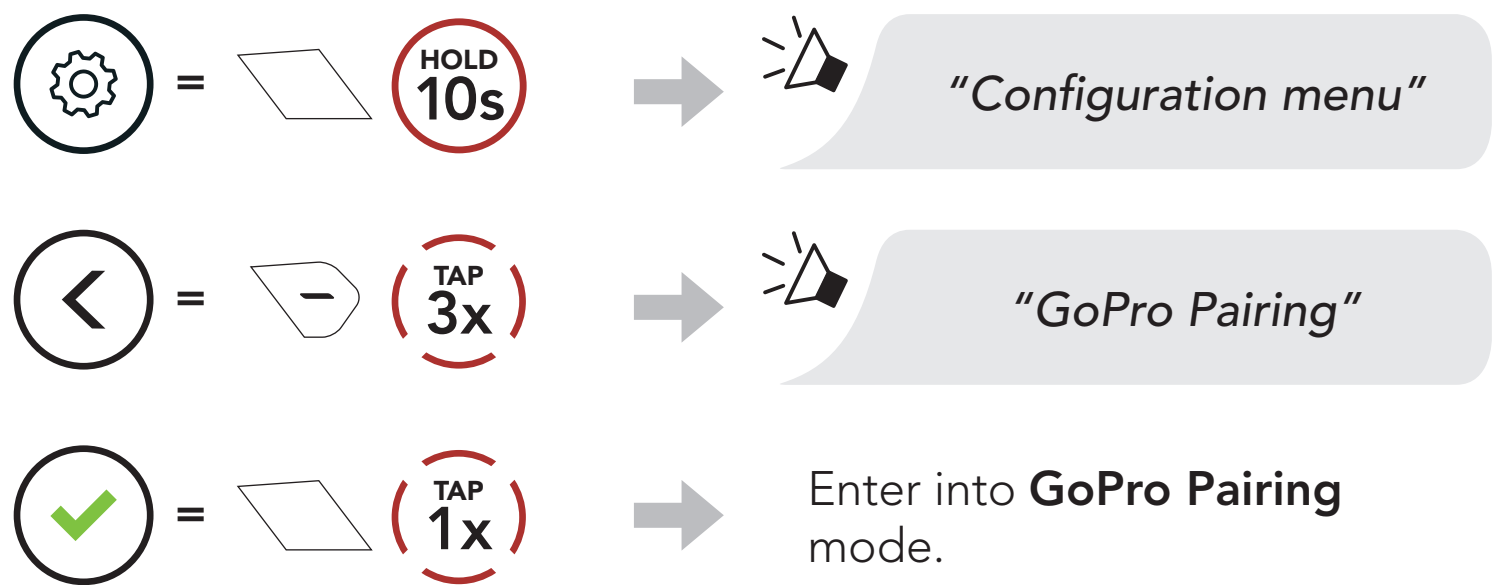 =
HOLD
10s
“Configuration menu”
=
TAP
3x
“GoPro Pairing”
=
TAP
1x
Enter into GoPro Pairing
mode.